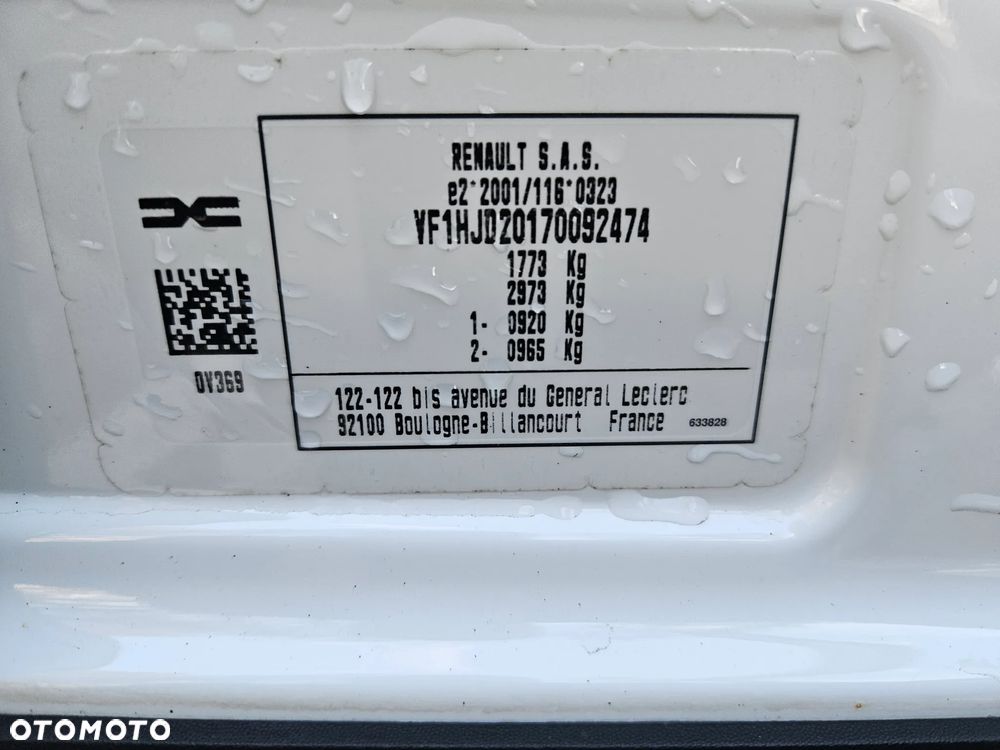 RENAULT S.A.S.
e2*2001/116*0323
VF1HJD20170092474
1773 Kg
2973 Kg
1- 0920 Kg
2- 0965 Kg
0V369
122-122 bis avenue du General Leclerc
92100 Boulogne-Billancourt France 633828
OTOMOTO